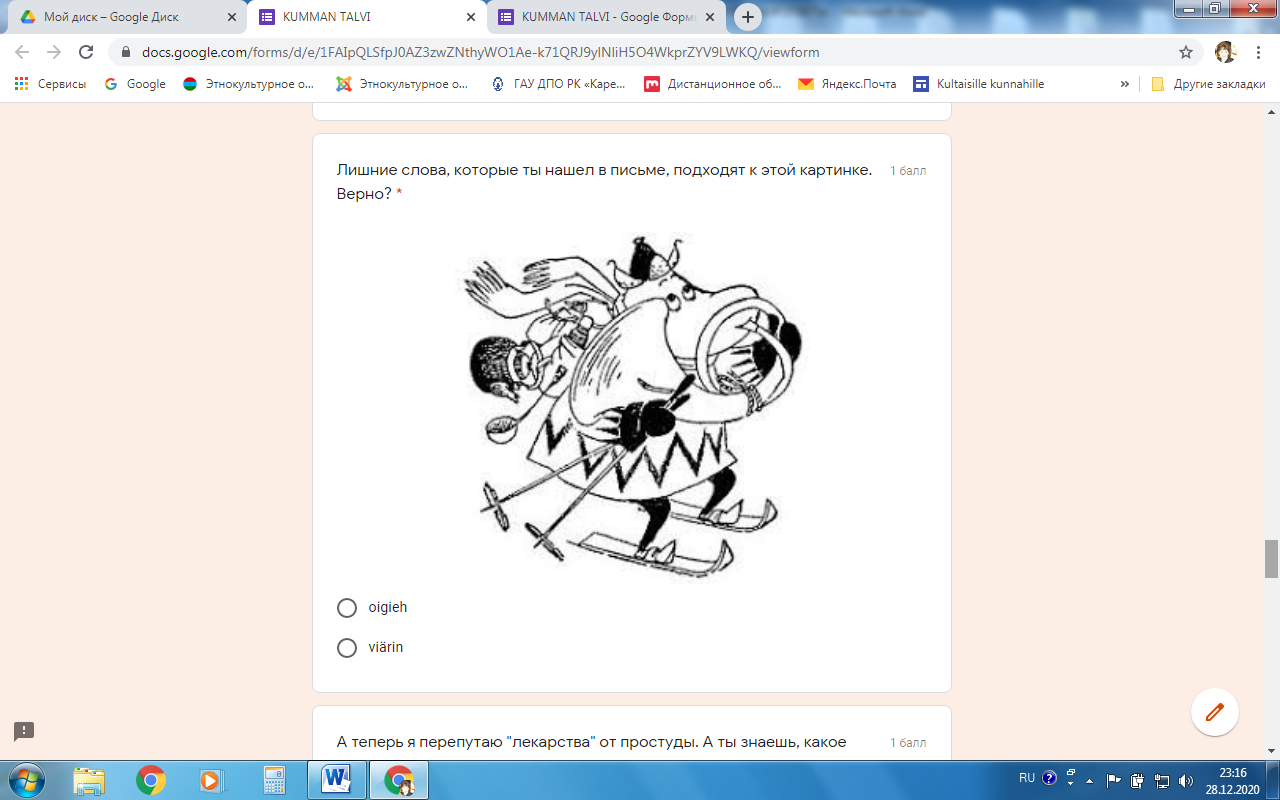 Мой диск – Google Диск
KUMMAN TALVI
KUMMAN TALVI - Google Форм
docs.google.com/forms/d/e/1FAIpQLSfpJ0AZ3zwZNthyWO1Ae-k71QRJ9ylNliH5O4WkprZYV9LWKQ/viewform
Сервисы
Google
Этнокультурное о...
Этнокультурное о...
ГАУ ДПО РК «Каре...
Дистанционное об...
Яндекс.Почта
Kultaisille kunnahille
»
Другие закладки
Лишние слова, которые ты нашел в письме, подходят к этой картинке.
Верно? *
1 балл
oigieh
viärin
А теперь я перепутаю "лекарства" от простуды. А ты знаешь, какое
1 балл
RU
23:16
28.12.2020